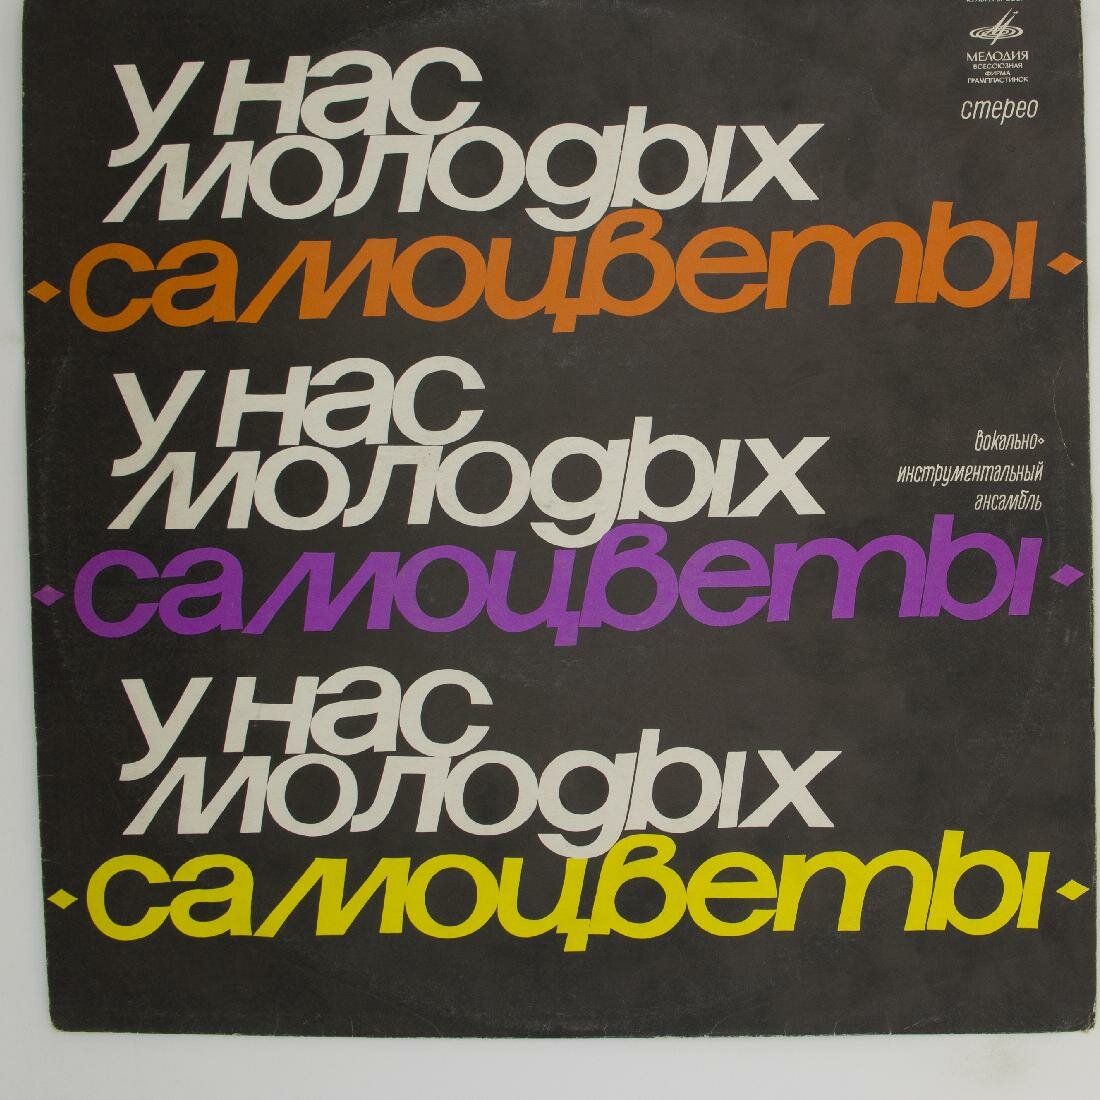 МЕЛОДИЯ
ВСЕСОЮЗНАЯ
ФИРМА
ГРАМПЛАСТИНОК
стерео
у нас
молодых
самоцветы
у нас
молодых
вокально-
инструментальный
ансамбль
самоцветы
у нас
молодых
самоцветы